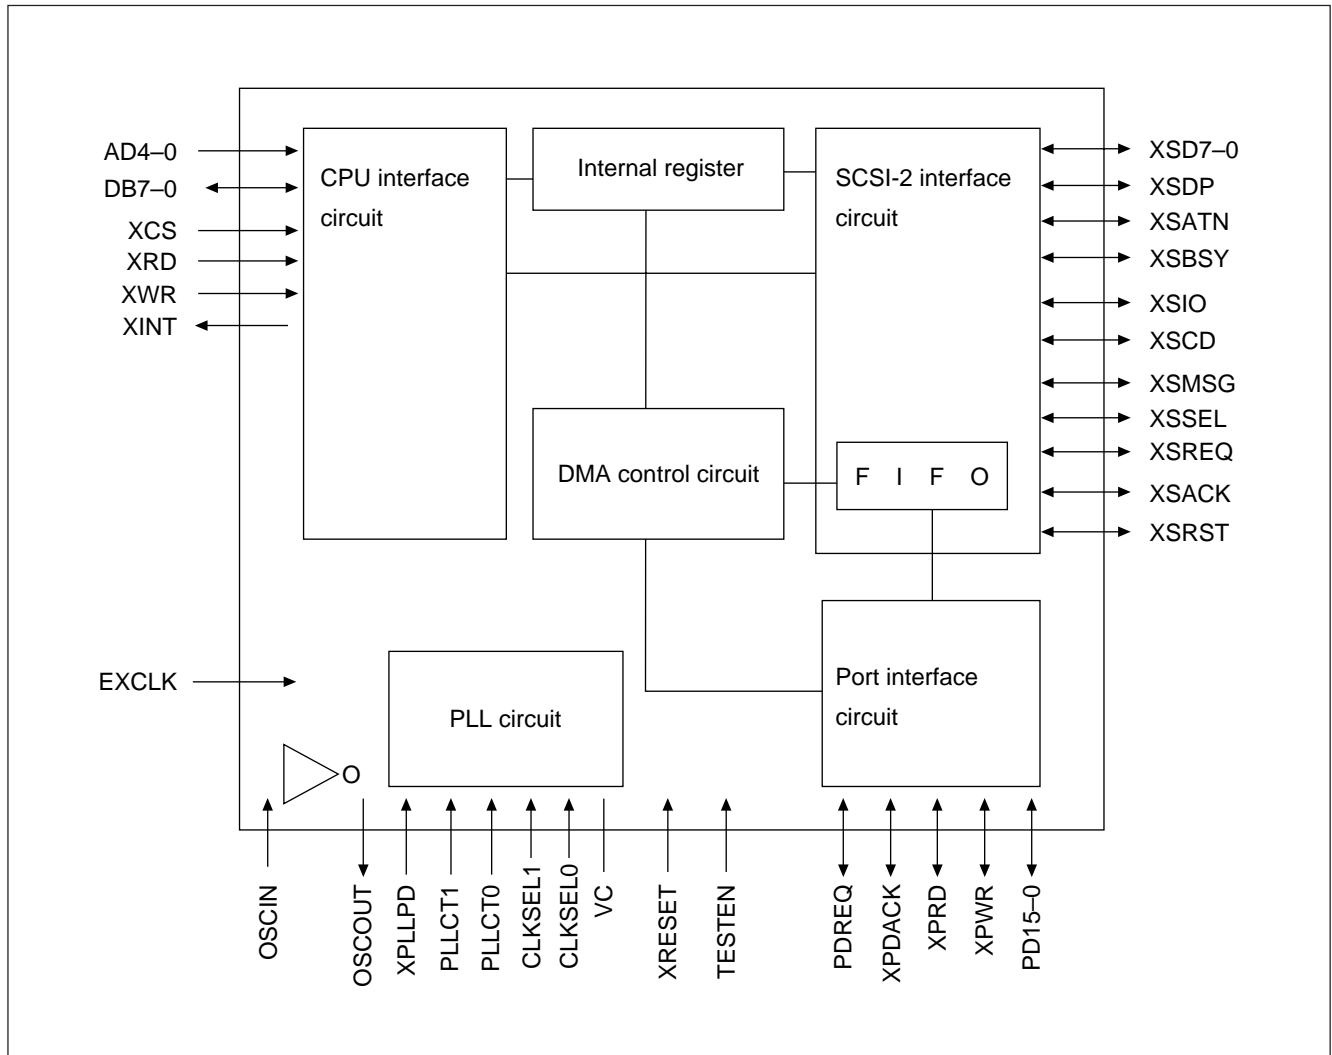 AD4–0
DB7–0
XCS
XRD
XWR
XINT
EXCLK
CPU interface
circuit
Internal register
SCSI-2 interface
circuit
DMA control circuit
F I F O
PLL circuit
Port interface
circuit
XSD7–0
XSDP
XSATN
XSBSY
XSIO
XSCD
XSMSG
XSSEL
XSREQ
XSACK
XSRST
OSCIN
OSCOUT
XPLLPD
PLLCT1
PLLCT0
CLKSEL1
CLKSEL0
VC
XRESET
TESTEN
PDREQ
XPDACK
XPRD
XPWR
PD15–0